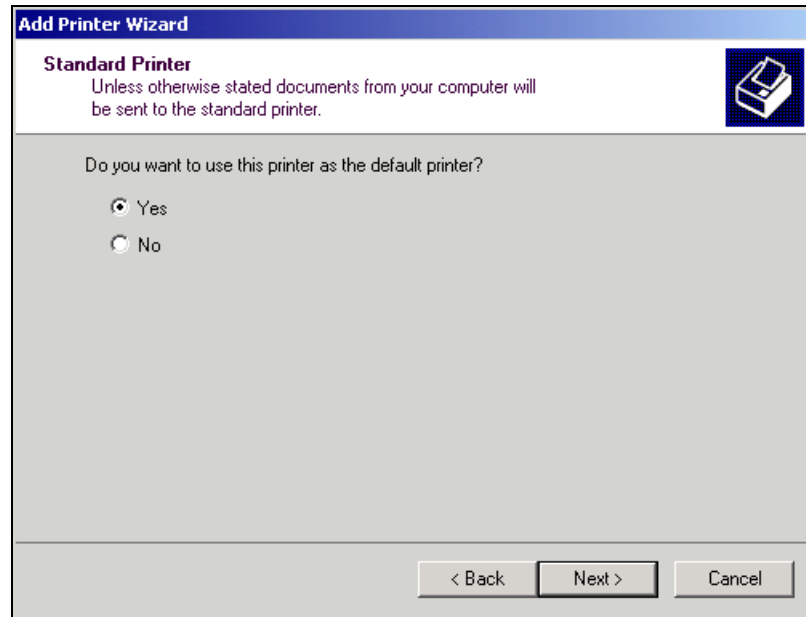 Add Printer Wizard
Standard Printer
Unless otherwise stated documents from your computer will
be sent to the standard printer.
Do you want to use this printer as the default printer?
Yes
No
< Back
Next >
Cancel